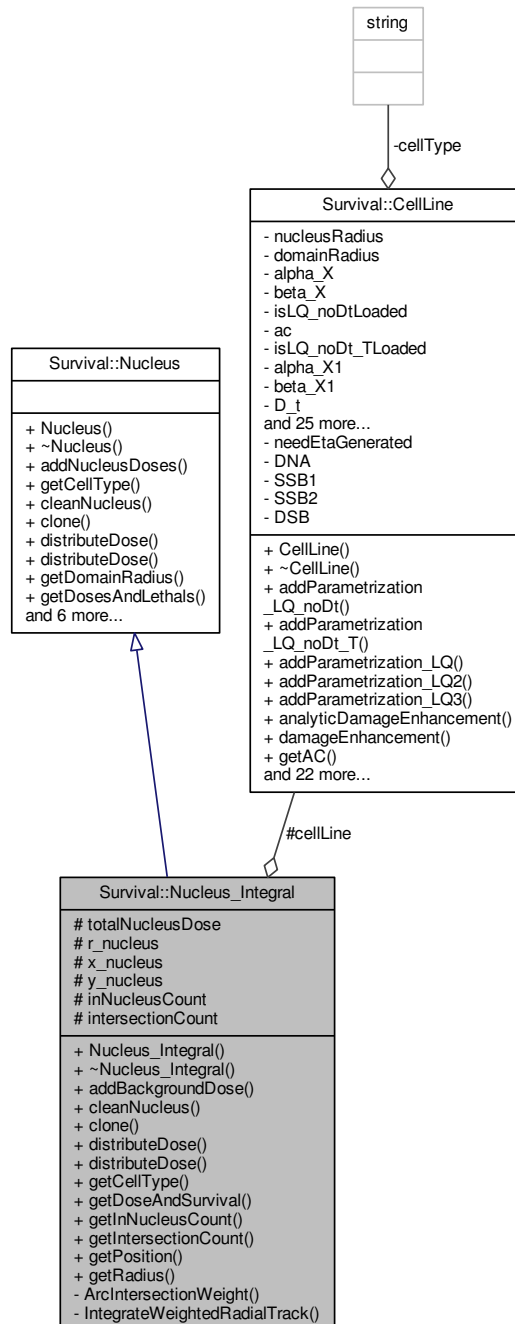 string
-cellType
Survival::CellLine
- nucleusRadius
- domainRadius
- alpha_X
- beta_X
- isLQ_noDtLoaded
- ac
- isLQ_noDt_TLoaded
- alpha_X1
- beta_X1
- D_t
and 25 more...
- needEtaGenerated
- DNA
- SSB1
- SSB2
- DSB
+ CellLine()
+ ~CellLine()
+ addParametrization
_LQ_noDt()
+ addParametrization
_LQ_noDt_T()
+ addParametrization_LQ()
+ addParametrization_LQ2()
+ addParametrization_LQ3()
+ analyticDamageEnhancement()
+ damageEnhancement()
+ getAC()
and 22 more...
Survival::Nucleus
+ Nucleus()
+ ~Nucleus()
+ addNucleusDoses()
+ getCellType()
+ cleanNucleus()
+ clone()
+ distributeDose()
+ distributeDose()
+ getDomainRadius()
+ getDosesAndLethals()
and 6 more...
#cellLine
Survival::Nucleus_Integral
# totalNucleusDose
# r_nucleus
# x_nucleus
# y_nucleus
# inNucleusCount
# intersectionCount
+ Nucleus_Integral()
+ ~Nucleus_Integral()
+ addBackgroundDose()
+ cleanNucleus()
+ clone()
+ distributeDose()
+ distributeDose()
+ getCellType()
+ getDoseAndSurvival()
+ getInNucleusCount()
+ getIntersectionCount()
+ getPosition()
+ getRadius()
- ArcIntersectionWeight()
- IntegrateWeightedRadialTrack()